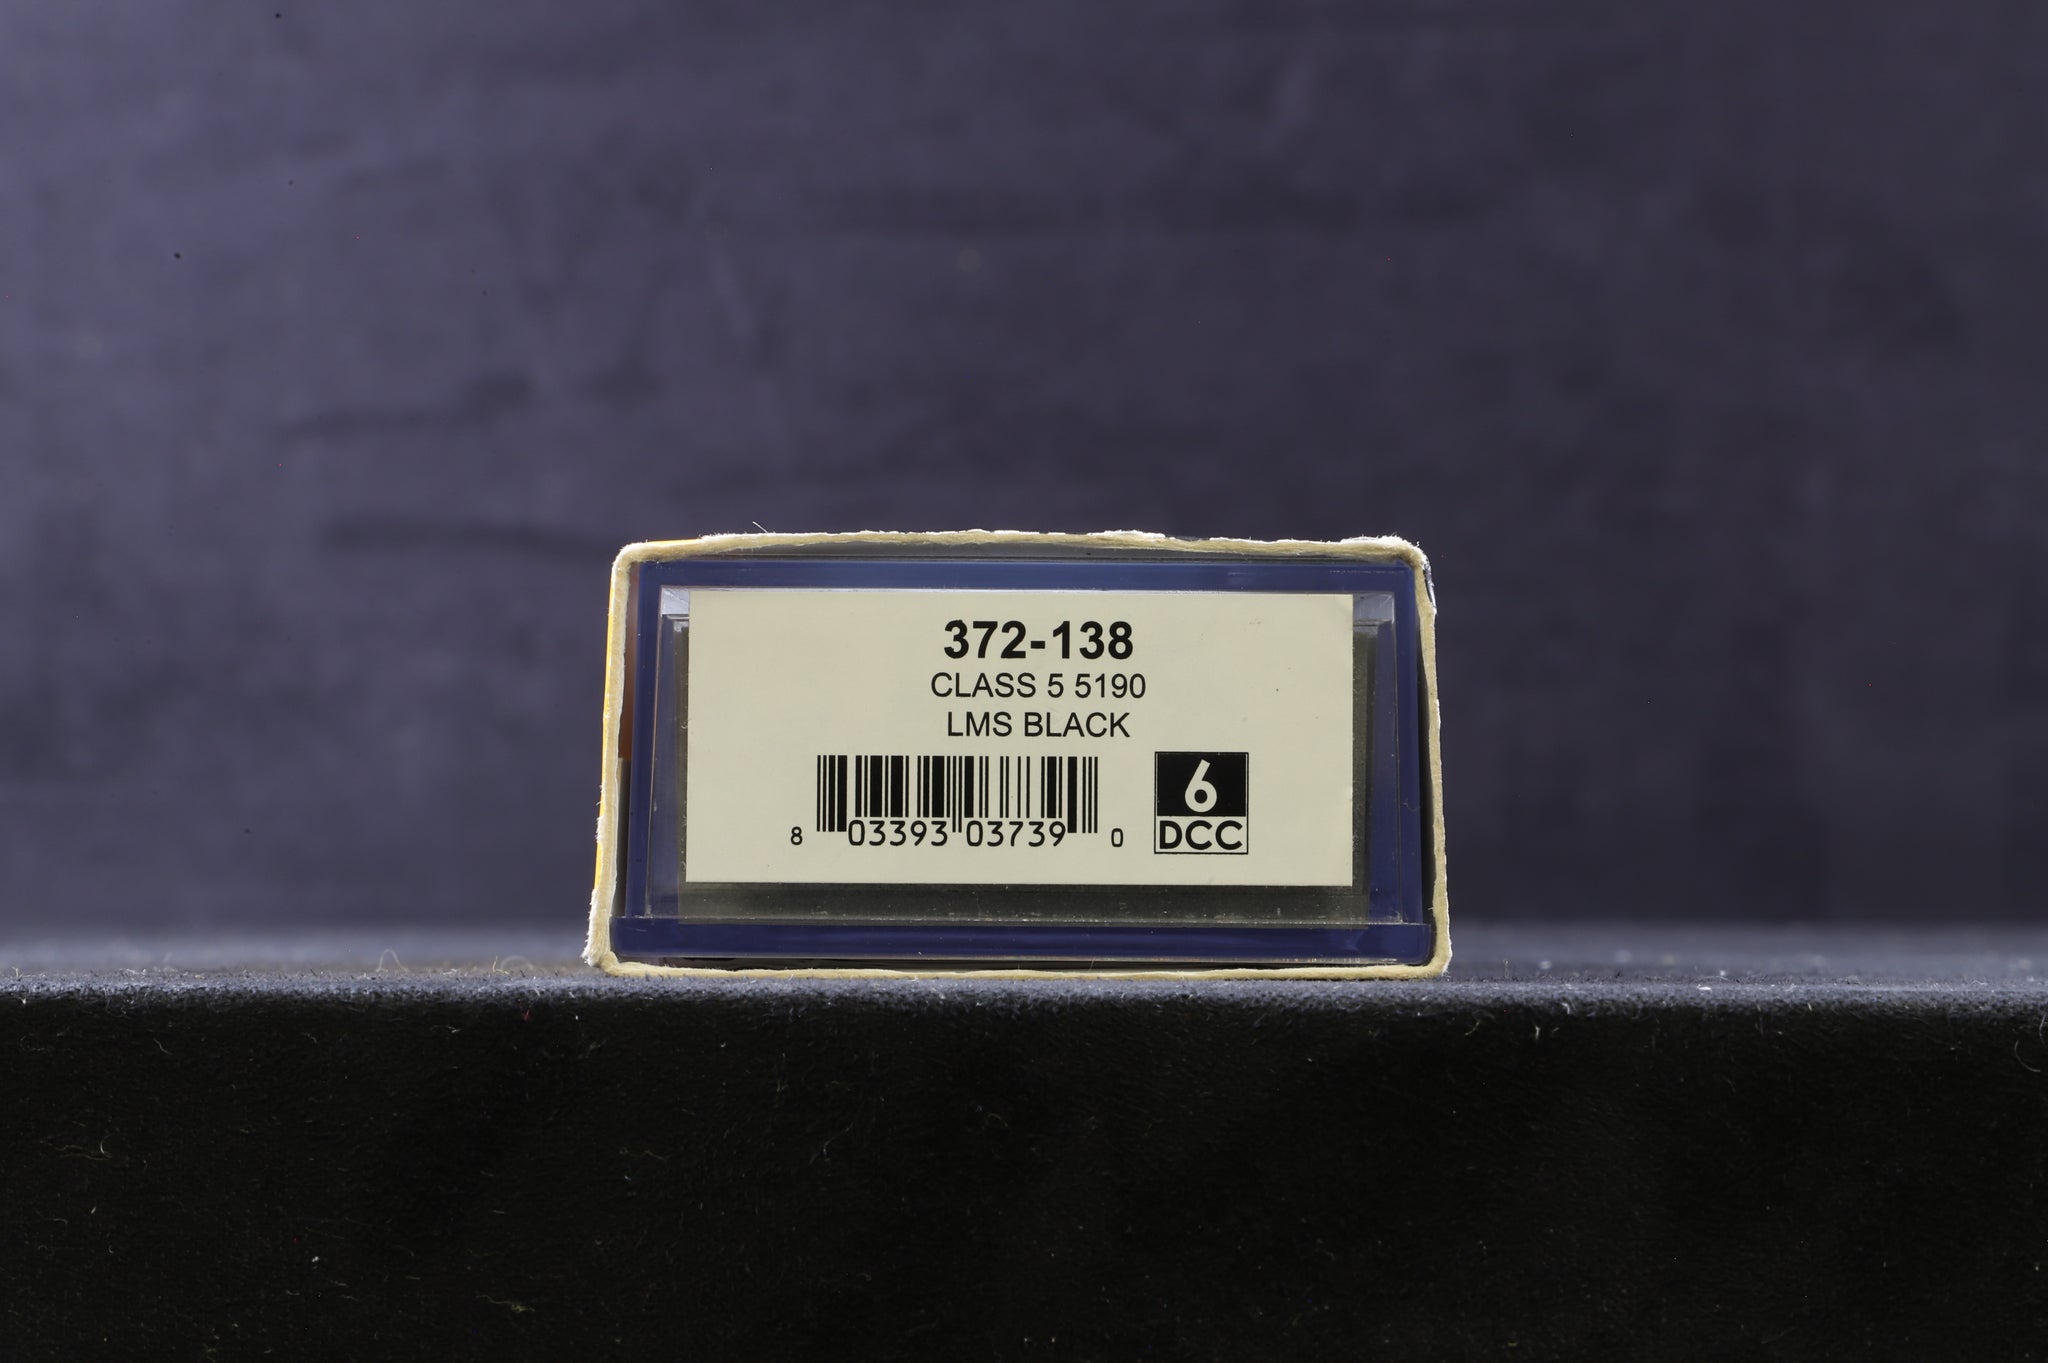 372-138
CLASS 5 5190
LMS BLACK
8 03393 03739 0
6
DCC